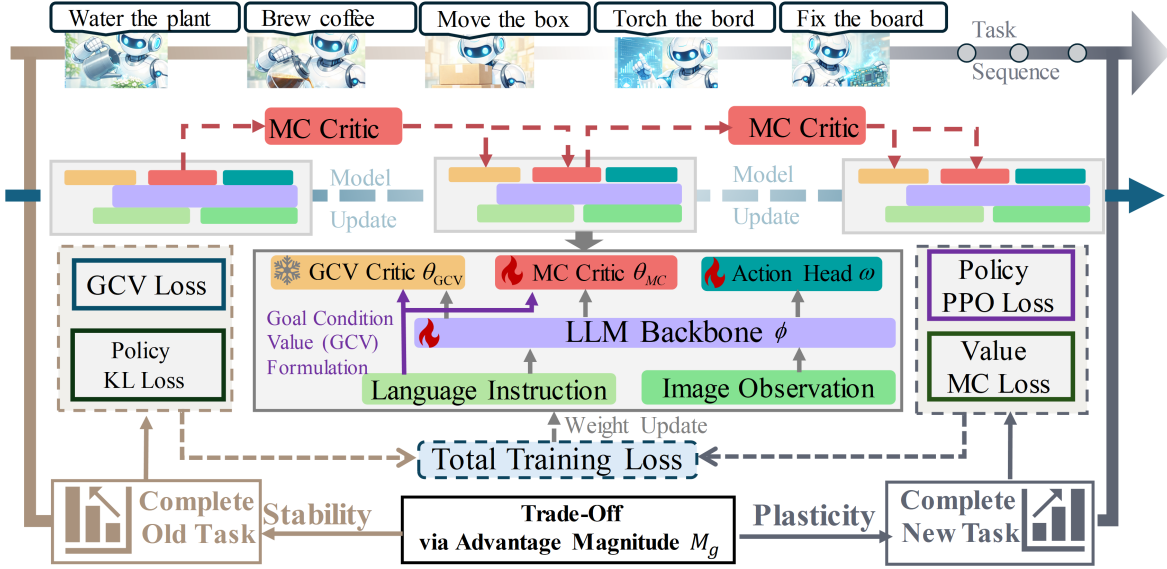 Water the plant
Brew coffee
Move the box
Torch the bord
Fix the board
Task
Sequence
MC Critic
MC Critic
Model
Update
Model
Update
GCV Loss
Policy
KL Loss
GCV Critic θGCV
MC Critic θMC
Action Head ω
Goal Condition
Value (GCV)
Formulation
LLM Backbone ϕ
Language Instruction
Image Observation
Policy
PPO Loss
Value
MC Loss
Weight Update
Total Training Loss
Complete
Old Task
Stability
Trade-Off
via Advantage Magnitude Mg
Plasticity
Complete
New Task